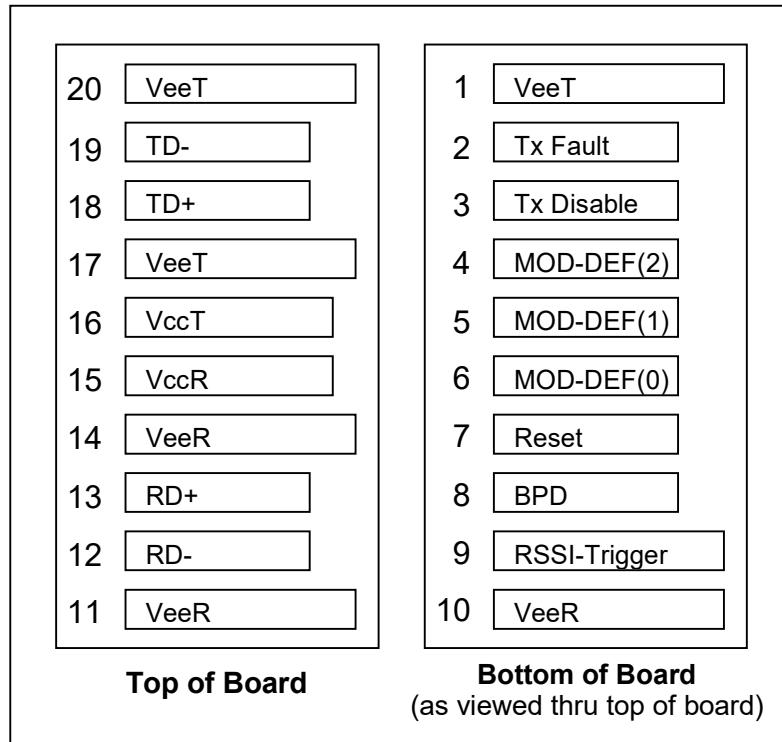 20 VeeT
19 TD-
18 TD+
17 VeeT
16 VccT
15 VccR
14 VeeR
13 RD+
12 RD-
11 VeeR
Top of Board
1 VeeT
2 Tx Fault
3 Tx Disable
4 MOD-DEF(2)
5 MOD-DEF(1)
6 MOD-DEF(0)
7 Reset
8 BPD
9 RSSI-Trigger
10 VeeR
Bottom of Board
(as viewed thru top of board)